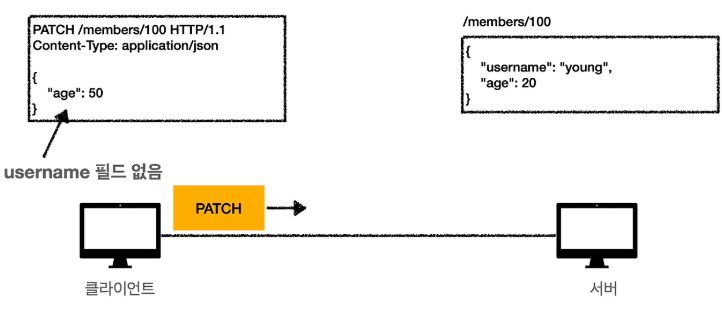 PATCH /members/100 HTTP/1.1
Content-Type: application/json
{
"age": 50
}
username 필드 없음
/members/100
{
"username": "young",
"age": 20
}
PATCH
클라이언트
서버